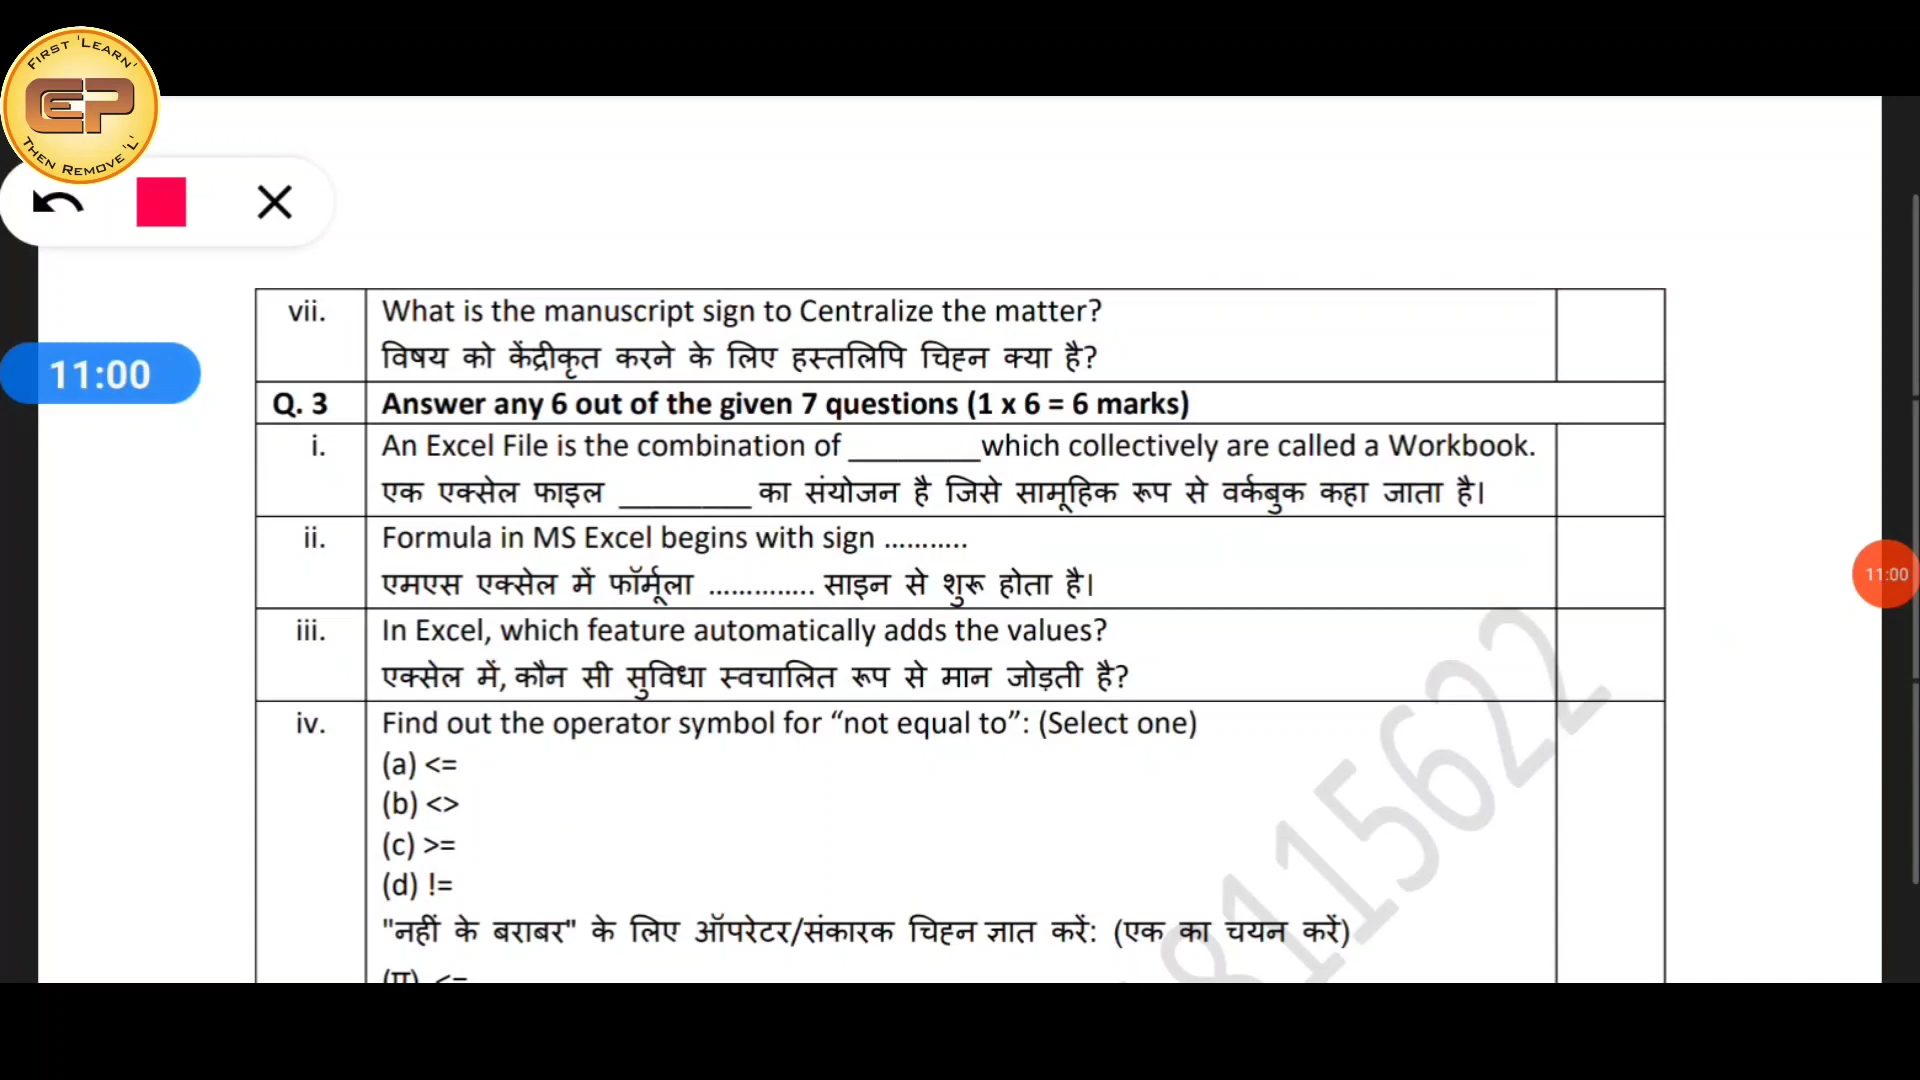 FIRST 'LEARN'
CEP
THEN REMOVE 'L'
11:00
vii. What is the manuscript sign to Centralize the matter?
विषय को केंद्रीकृत करने के लिए हस्तलिपि चिह्न क्या है?
Q. 3 Answer any 6 out of the given 7 questions (1 x 6 = 6 marks)
i. An Excel File is the combination of ________which collectively are called a Workbook.
एक एक्सेल फाइल ________ का संयोजन है जिसे सामूहिक रूप से वर्कबुक कहा जाता है।
ii. Formula in MS Excel begins with sign ...........
एमएस एक्सेल में फॉर्मूला .............. साइन से शुरू होता है।
11:00
iii. In Excel, which feature automatically adds the values?
एक्सेल में, कौन सी सुविधा स्वचालित रूप से मान जोड़ती है?
iv. Find out the operator symbol for “not equal to”: (Select one)
(a) <=
(b) <>
(c) >=
(d) !=
"नहीं के बराबर" के लिए ऑपरेटर/संकारक चिह्न ज्ञात करें: (एक का चयन करें)
8115622